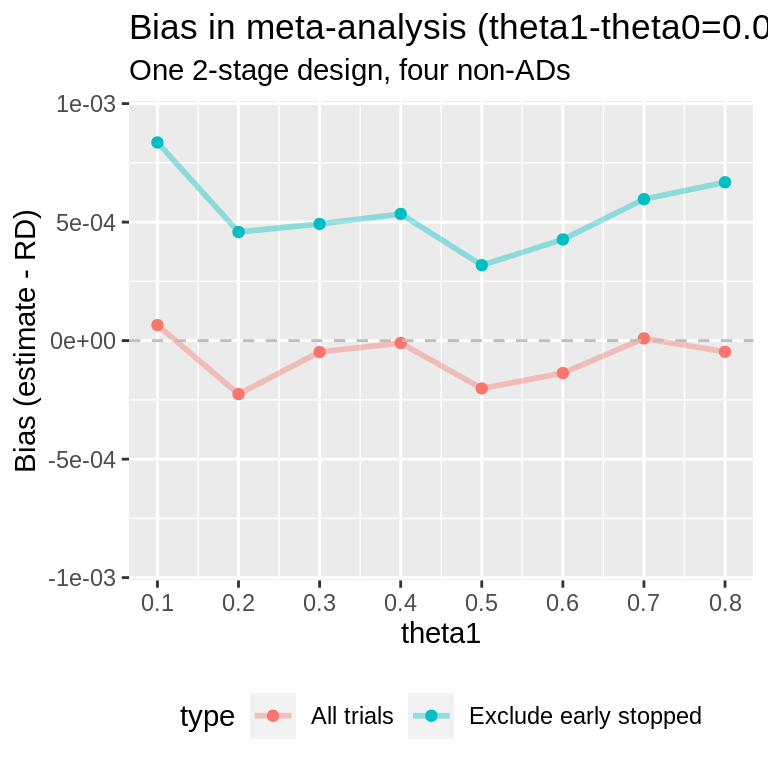 Bias in meta-analysis (theta1-theta0=0.0
One 2-stage design, four non-ADs
1e-03
5e-04
0e+00
-5e-04
-1e-03
Bias (estimate - RD)
0.1 0.2 0.3 0.4 0.5 0.6 0.7 0.8
theta1
type All trials Exclude early stopped